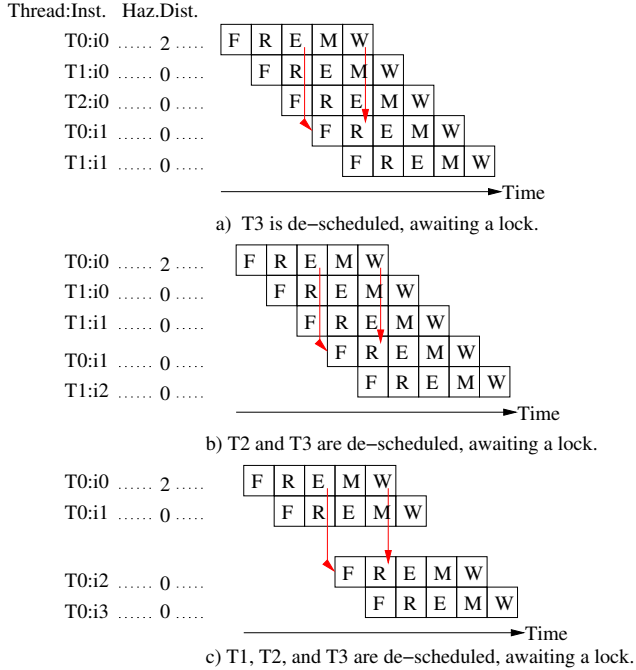 Thread:Inst. Haz.Dist.
T0:i0 ...... 2 ..... F R E M W
T1:i0 ...... 0 ..... F R E M W
T2:i0 ...... 0 ..... F R E M W
T0:i1 ...... 0 ..... F R E M W
T1:i1 ...... 0 ..... F R E M W
Time
a) T3 is de-scheduled, awaiting a lock.
T0:i0 ...... 2 ..... F R E M W
T1:i0 ...... 0 ..... F R E M W
T1:i1 ...... 0 ..... F R E M W
T0:i1 ...... 0 ..... F R E M W
T1:i2 ...... 0 ..... F R E M W
Time
b) T2 and T3 are de-scheduled, awaiting a lock.
T0:i0 ...... 2 ..... F R E M W
T0:i1 ...... 0 ..... F R E M W
T0:i2 ...... 0 ..... F R E M W
T0:i3 ...... 0 ..... F R E M W
Time
c) T1, T2, and T3 are de-scheduled, awaiting a lock.